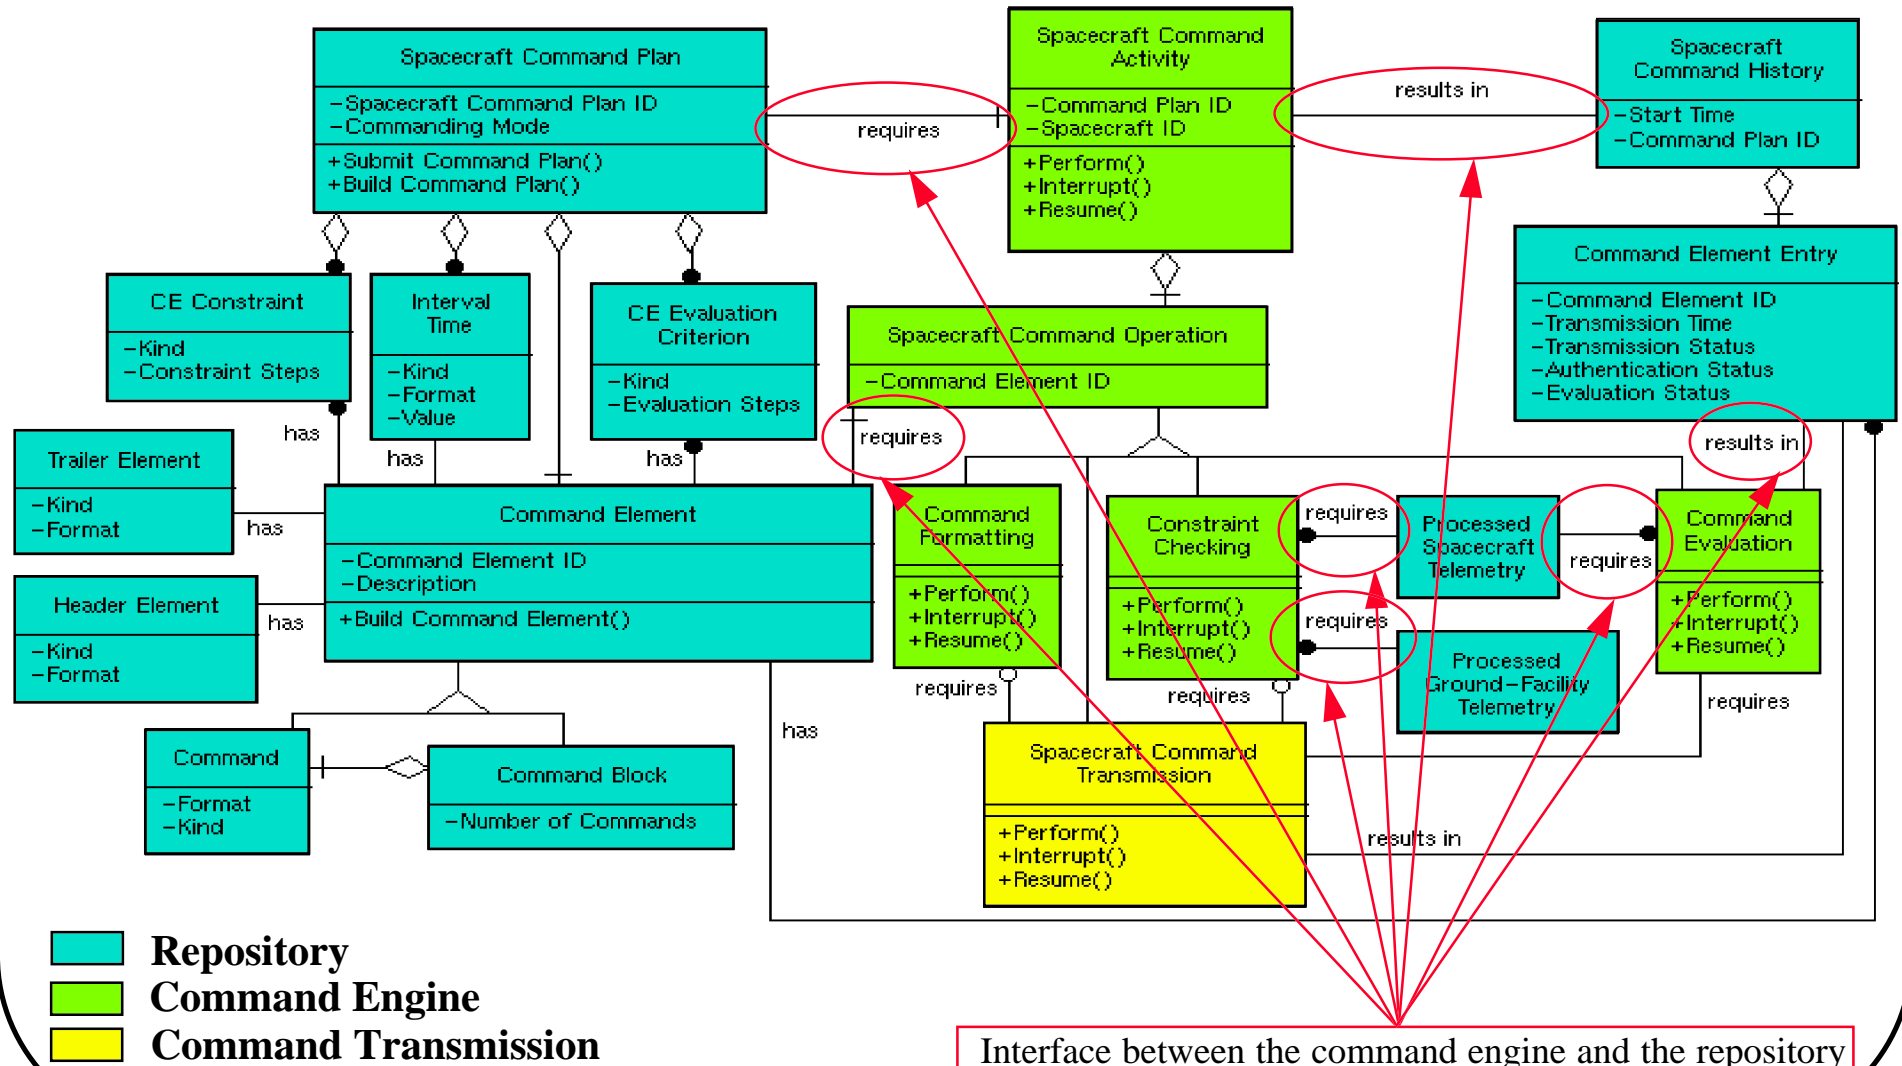 Spacecraft Command Plan
-Spacecraft Command Plan ID
-Commanding Mode
+Submit Command Plan()
+Build Command Plan()
requires
Spacecraft Command
Activity
-Command Plan ID
-Spacecraft ID
+Perform()
+Interrupt()
+Resume()
results in
Spacecraft
Command History
-Start Time
-Command Plan ID
CE Constraint
-Kind
-Constraint Steps
Interval
Time
-Kind
-Format
-Value
CE Evaluation
Criterion
-Kind
-Evaluation Steps
Spacecraft Command Operation
-Command Element ID
Command Element Entry
-Command Element ID
-Transmission Time
-Transmission Status
-Authentication Status
-Evaluation Status
has
has
has
requires
results in
Trailer Element
-Kind
-Format
has
Command Element
-Command Element ID
-Description
+Build Command Element()
Header Element
-Kind
-Format
has
Command
Formatting
+Perform()
+Interrupt()
+Resume()
Constraint
Checking
+Perform()
+Interrupt()
+Resume()
requires
requires
Processed
Spacecraft
Telemetry
requires
Command
Evaluation
+Perform()
+Interrupt()
+Resume()
Processed
Ground-Facility
Telemetry
requires
requires
requires
Command
-Format
-Kind
Command Block
-Number of Commands
has
Spacecraft Command
Transmission
+Perform()
+Interrupt()
+Resume()
results in
Repository
Command Engine
Command Transmission
Interface between the command engine and the repository